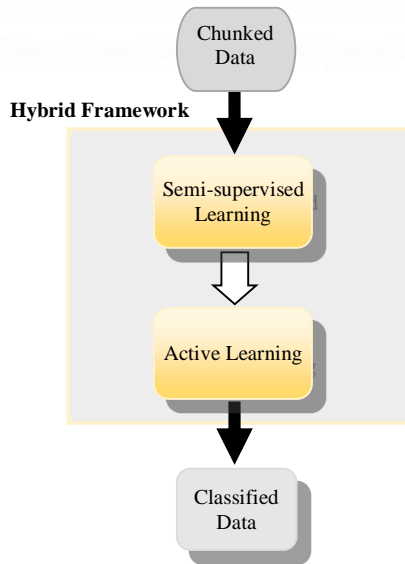 Chunked
Data
Hybrid Framework
Semi-supervised
Learning
Active Learning
Classified
Data